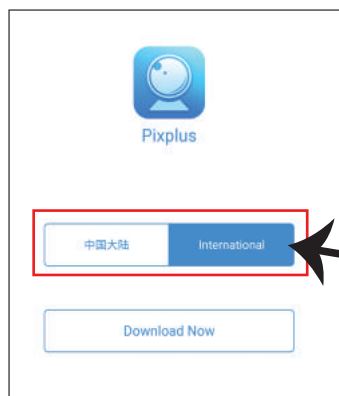 Pixplus
中国大陆 International
Download Now